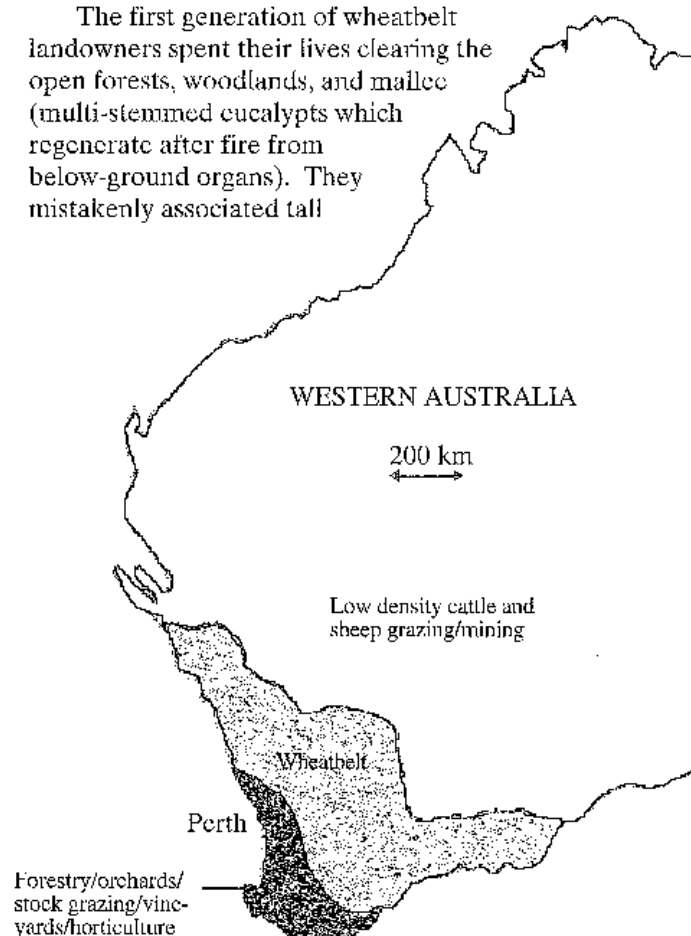 The first generation of wheatbelt
landowners spent their lives clearing the
open forests, woodlands, and mallee
(multi-stemmed eucalypts which
regenerate after fire from
below-ground organs). They
mistakenly associated tall
WESTERN AUSTRALIA
200 km
Low density cattle and
sheep grazing/mining
Wheatbelt
Perth
Forestry/orchards/
stock grazing/vine-
yards/horticulture